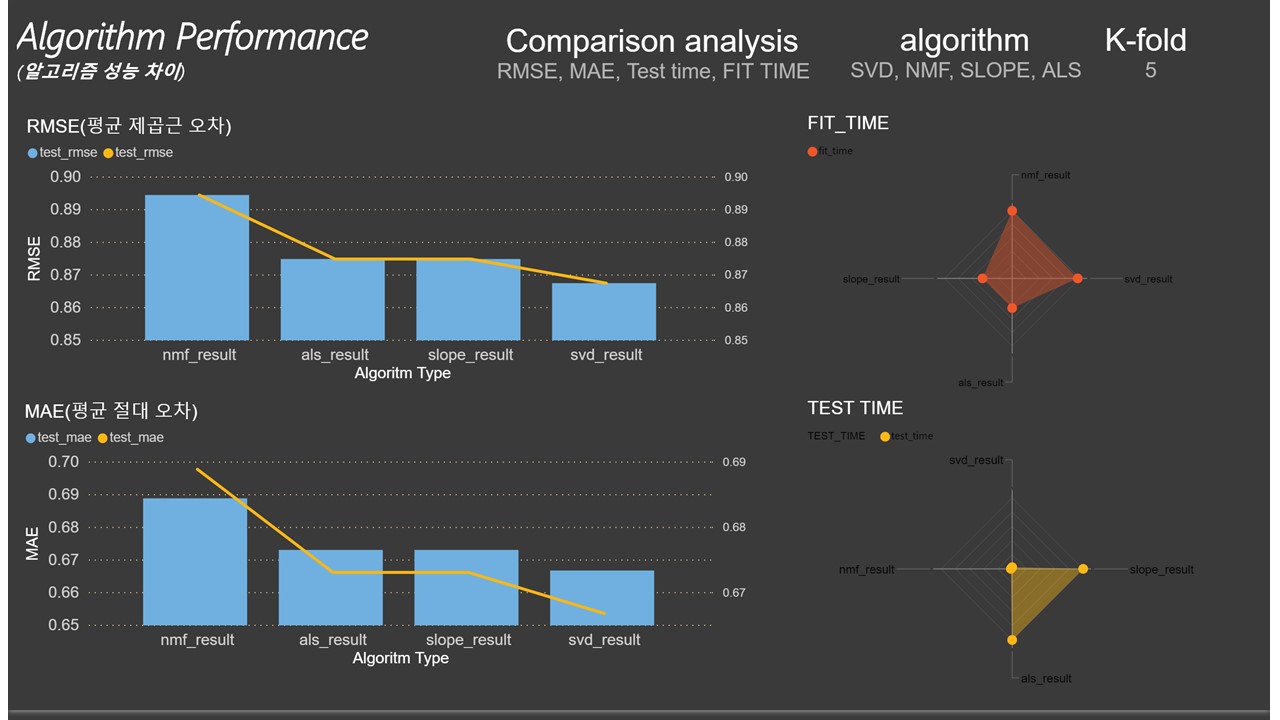 Algorithm Performance
(알고리즘 성능 차이)
Comparison analysis
RMSE, MAE, Test time, FIT TIME
algorithm
SVD, NMF, SLOPE, ALS
K-fold
5
RMSE(평균 제곱근 오차)
test_rmse test_rmse
0.90
0.89
0.88
0.87
0.86
0.85
RMSE
0.90
0.89
0.88
0.87
0.86
0.85
nmf_result als_result slope_result svd_result
Algoritm Type
FIT_TIME
fit_time
nmf_result
slope_result
svd_result
als_result
MAE(평균 절대 오차)
test_mae test_mae
0.70
0.69
0.68
0.67
0.66
0.65
MAE
0.69
0.68
0.67
nmf_result als_result slope_result svd_result
Algoritm Type
TEST TIME
TEST_TIME test_time
svd_result
nmf_result
slope_result
als_result